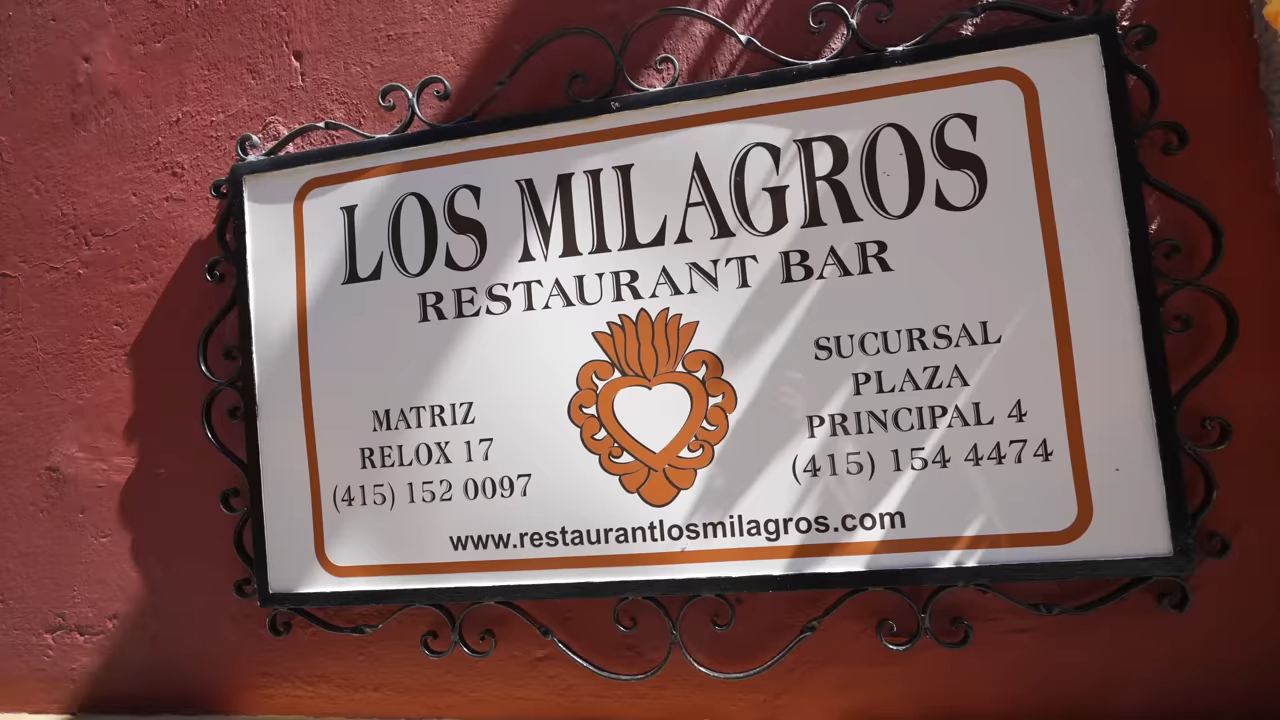 LOS MILAGROS
RESTAURANT BAR
MATRIZ
RELOX 17
(415) 152 0097
SUCURSAL
PLAZA
PRINCIPAL 4
(415) 154 4474
www.restaurantlosmilagros.com